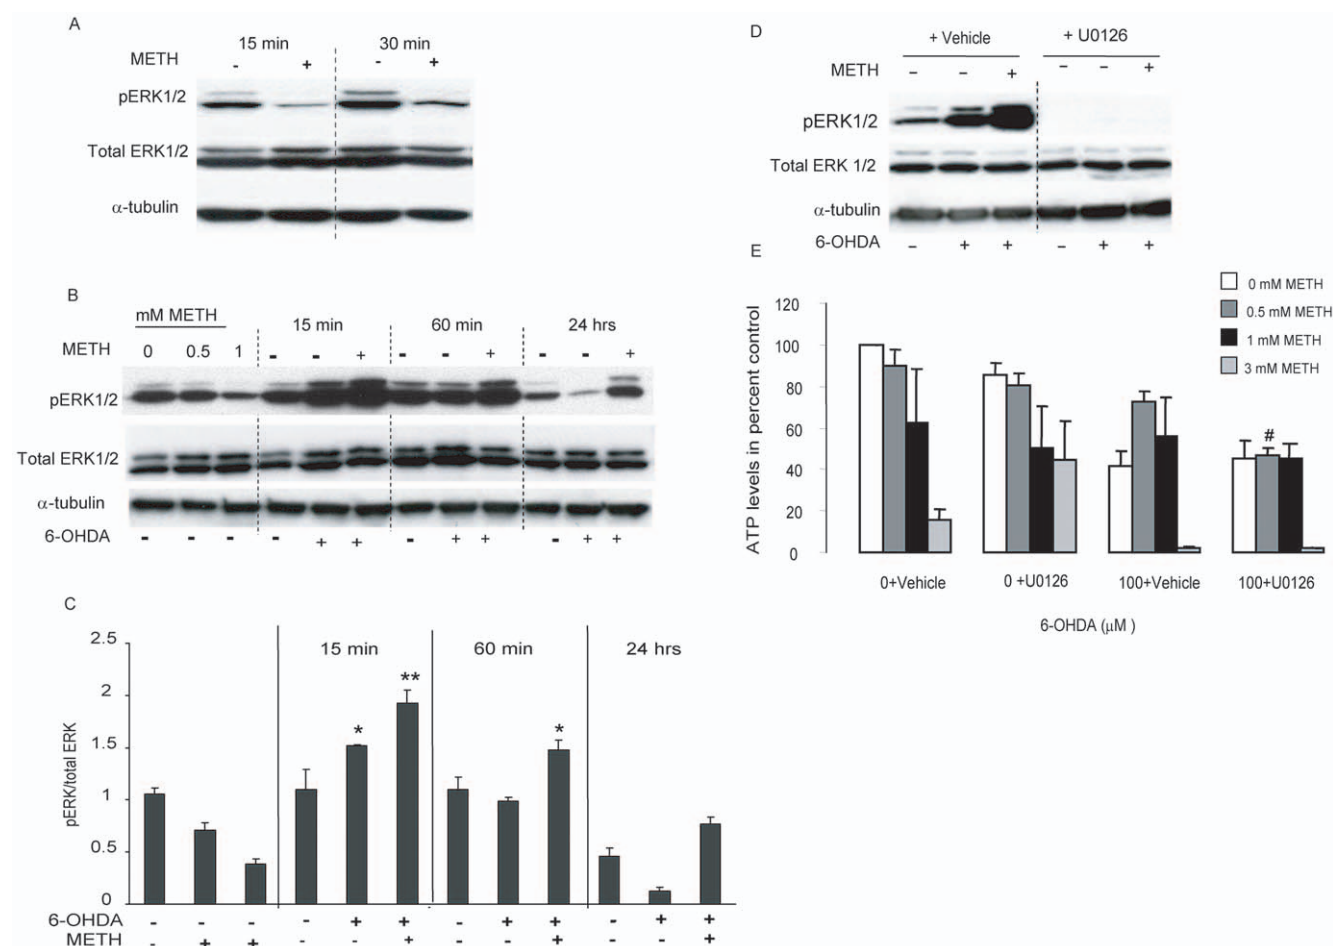 A
15 min 30 min
METH - + - +
pERK1/2
Total ERK1/2
α-tubulin
B
mM METH 15 min 60 min 24 hrs
METH 0 0.5 1 - - + - - + - - +
pERK1/2
Total ERK1/2
α-tubulin
6-OHDA - - - - + + - + + - + +
C
15 min 60 min 24 hrs
pERK/total ERK
2.5
2
1.5
1
0.5
0
* ** *
6-OHDA - - - - + + - + + - + +
METH - + + - - + - - + - - +
D
+ Vehicle + U0126
METH - - + - - +
pERK1/2
Total ERK 1/2
α-tubulin
6-OHDA - + + - + +
E
0 mM METH
0.5 mM METH
1 mM METH
3 mM METH
ATP levels in percent control
120
100
80
60
40
20
0
#
0+Vehicle 0 +U0126 100+Vehicle 100+U0126
6-OHDA (μM )